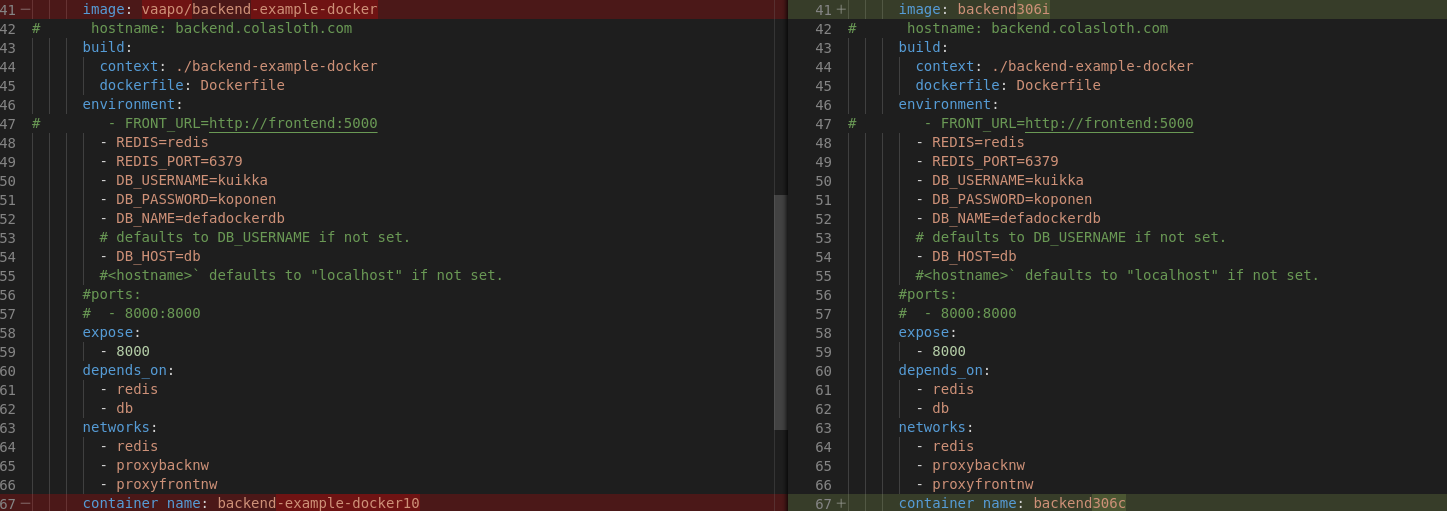 41 − image: vaapo/backend-example-docker
42 # hostname: backend.colasloth.com
43 build:
44 context: ./backend-example-docker
45 dockerfile: Dockerfile
46 environment:
47 # - FRONT_URL=http://frontend:5000
48 - REDIS=redis
49 - REDIS_PORT=6379
50 - DB_USERNAME=kuikka
51 - DB_PASSWORD=koponen
52 - DB_NAME=defadockerdb
53 # defaults to DB_USERNAME if not set.
54 - DB_HOST=db
55 #<hostname>` defaults to "localhost" if not set.
56 #ports:
57 #  - 8000:8000
58 expose:
59 - 8000
60 depends_on:
61 - redis
62 - db
63 networks:
64 - redis
65 - proxybacknw
66 - proxyfrontnw
67 − container_name: backend-example-docker10
41 + image: backend306i
42 # hostname: backend.colasloth.com
43 build:
44 context: ./backend-example-docker
45 dockerfile: Dockerfile
46 environment:
47 # - FRONT_URL=http://frontend:5000
48 - REDIS=redis
49 - REDIS_PORT=6379
50 - DB_USERNAME=kuikka
51 - DB_PASSWORD=koponen
52 - DB_NAME=defadockerdb
53 # defaults to DB_USERNAME if not set.
54 - DB_HOST=db
55 #<hostname>` defaults to "localhost" if not set.
56 #ports:
57 #  - 8000:8000
58 expose:
59 - 8000
60 depends_on:
61 - redis
62 - db
63 networks:
64 - redis
65 - proxybacknw
66 - proxyfrontnw
67 + container_name: backend306c